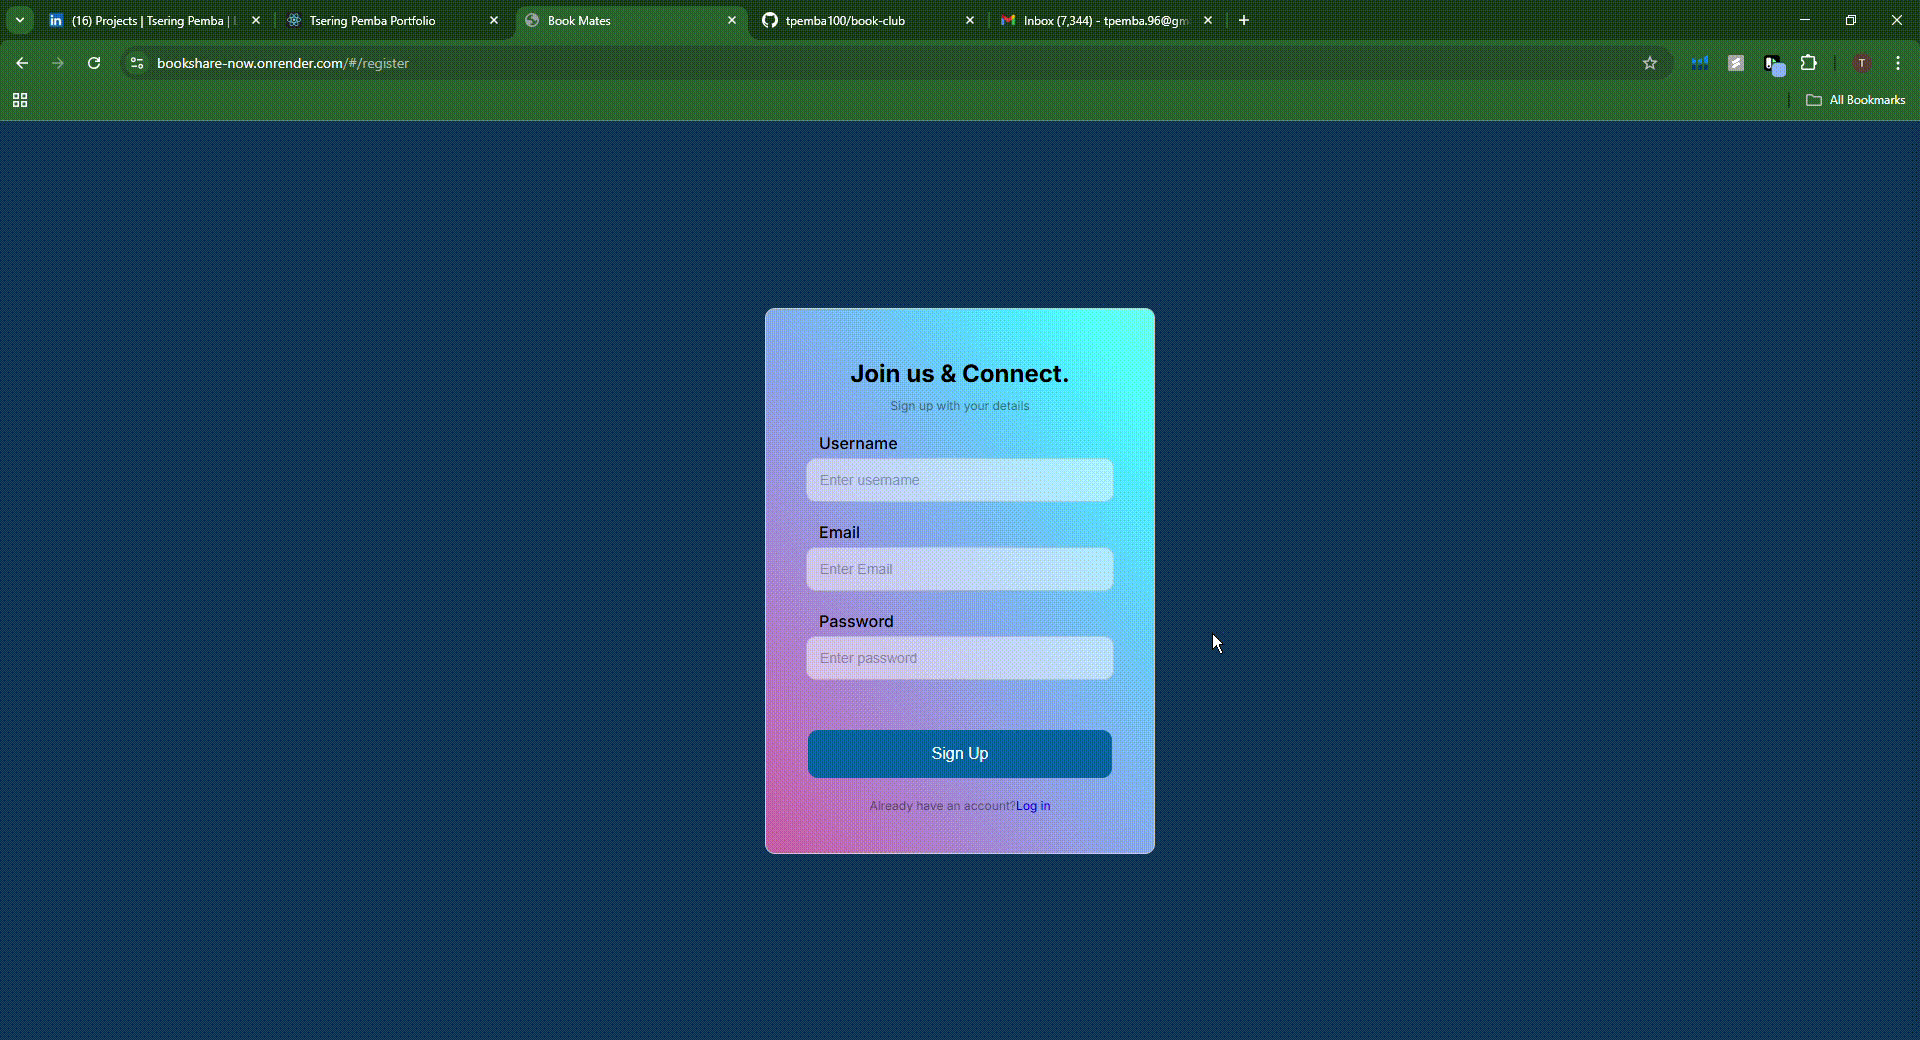 (16) Projects | Tsering Pemba |
Tsering Pemba Portfolio
Book Mates
tpemba100/book-club
Inbox (7,344) - tpemba.96@gm
bookshare-now.onrender.com/#/register
T
All Bookmarks
Join us & Connect.
Sign up with your details
Username
Enter username
Email
Enter Email
Password
Enter password
Sign Up
Already have an account?Log in